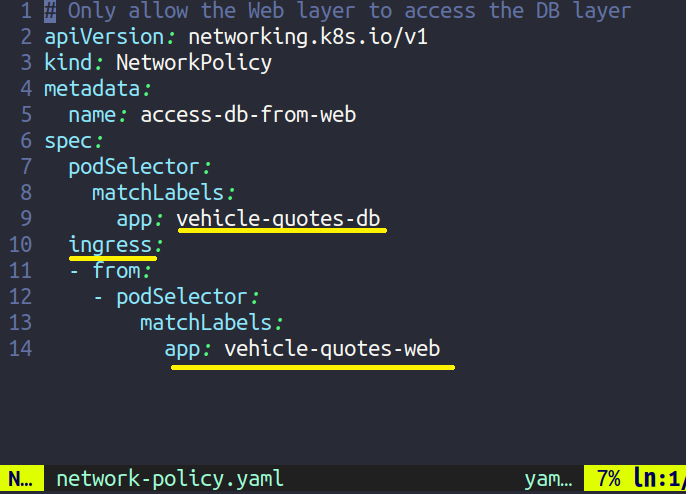 1 # Only allow the Web layer to access the DB layer
2 apiVersion: networking.k8s.io/v1
3 kind: NetworkPolicy
4 metadata:
5   name: access-db-from-web
6 spec:
7   podSelector:
8     matchLabels:
9       app: vehicle-quotes-db
10   ingress:
11   - from:
12     - podSelector:
13         matchLabels:
14           app: vehicle-quotes-web
N… network-policy.yaml yam… 7% ln:1/